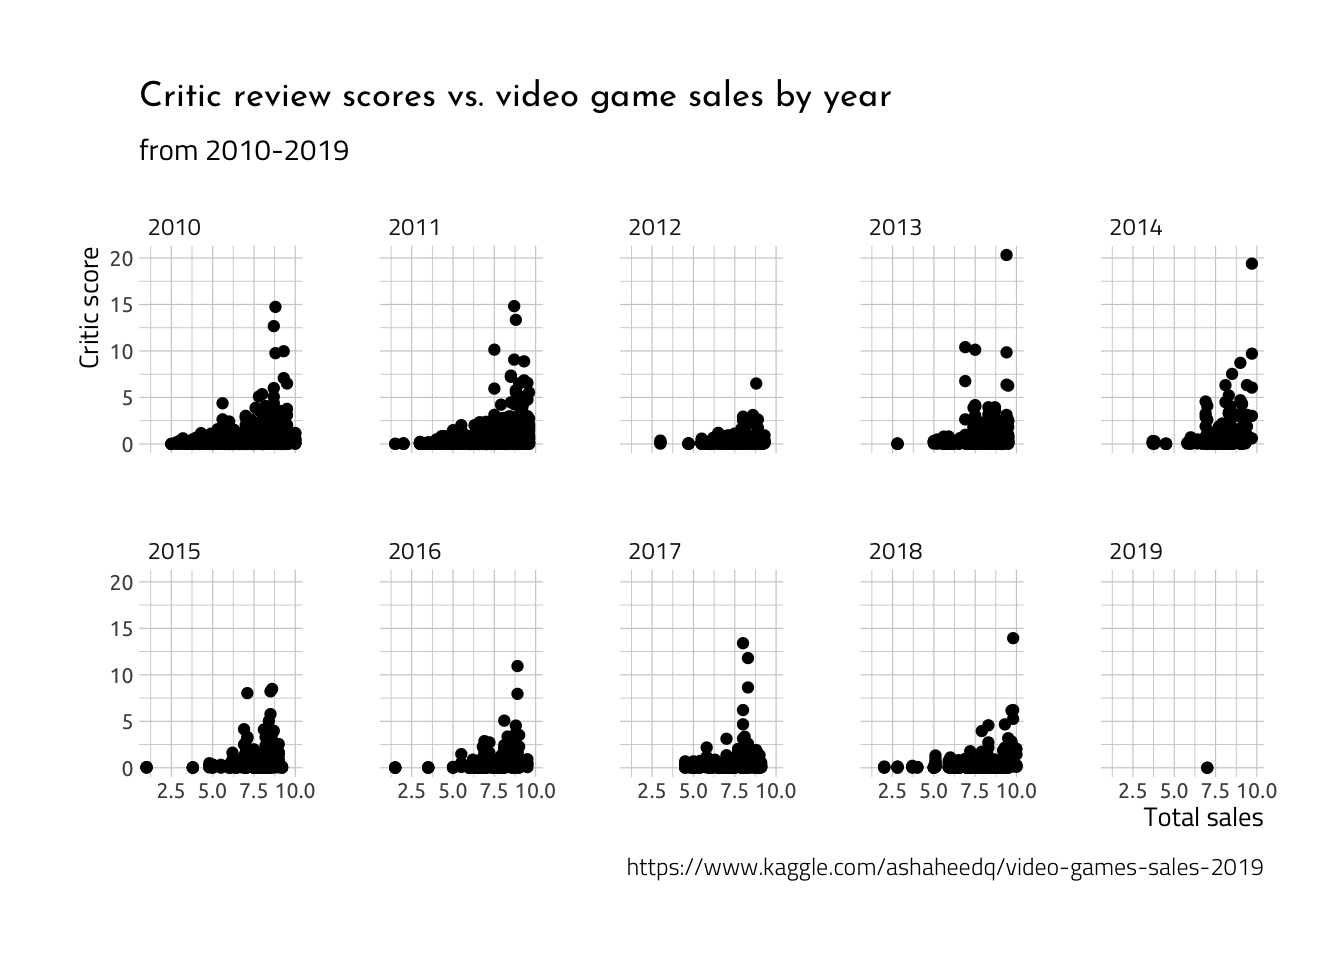 Critic review scores vs. video game sales by year
from 2010-2019
2010 2011 2012 2013 2014
Critic score
20
15
10
5
0
2015 2016 2017 2018 2019
20
15
10
5
0
2.5 5.0 7.5 10.0 2.5 5.0 7.5 10.0 2.5 5.0 7.5 10.0 2.5 5.0 7.5 10.0 2.5 5.0 7.5 10.0
Total sales
https://www.kaggle.com/ashaheedq/video-games-sales-2019